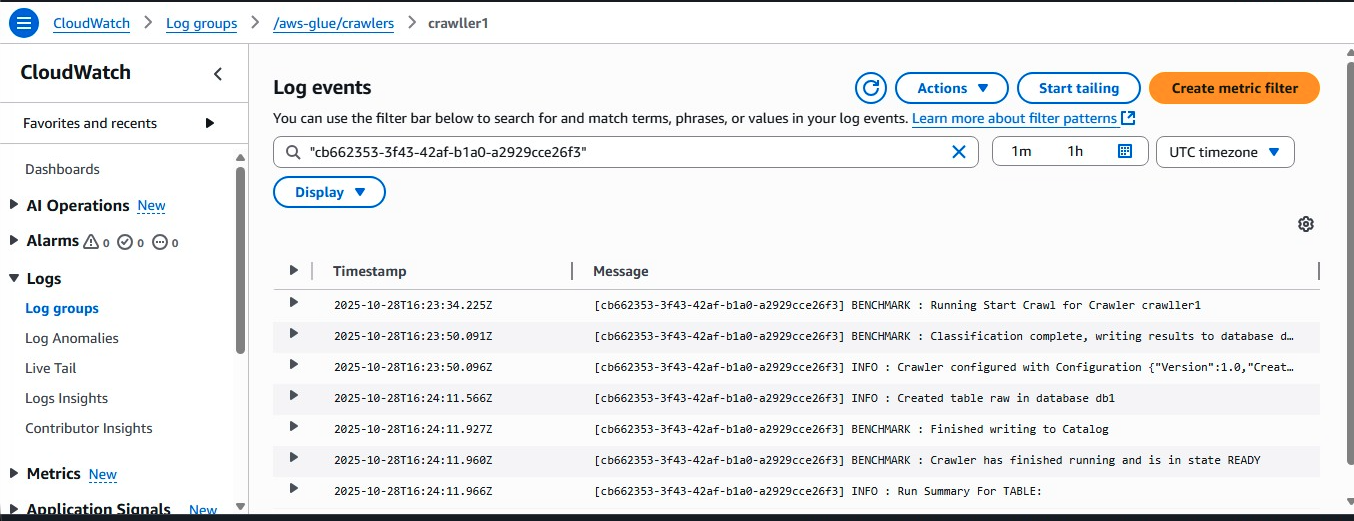 CloudWatch > Log groups > /aws-glue/crawlers > crawller1
CloudWatch
Favorites and recents
Dashboards
AI Operations New
Alarms 0 0 0
Logs
Log groups
Log Anomalies
Live Tail
Logs Insights
Contributor Insights
Metrics New
Application Signals New
Log events
Actions
Start tailing
Create metric filter
You can use the filter bar below to search for and match terms, phrases, or values in your log events. Learn more about filter patterns
"cb662353-3f43-42af-b1a0-a2929cce26f3"
1m 1h
UTC timezone
Display
Timestamp Message
2025-10-28T16:23:34.225Z [cb662353-3f43-42af-b1a0-a2929cce26f3] BENCHMARK : Running Start Crawl for Crawler crawller1
2025-10-28T16:23:50.091Z [cb662353-3f43-42af-b1a0-a2929cce26f3] BENCHMARK : Classification complete, writing results to database d…
2025-10-28T16:23:50.096Z [cb662353-3f43-42af-b1a0-a2929cce26f3] INFO : Crawler configured with Configuration {"Version":1.0,"Creat…
2025-10-28T16:24:11.566Z [cb662353-3f43-42af-b1a0-a2929cce26f3] INFO : Created table raw in database db1
2025-10-28T16:24:11.927Z [cb662353-3f43-42af-b1a0-a2929cce26f3] BENCHMARK : Finished writing to Catalog
2025-10-28T16:24:11.960Z [cb662353-3f43-42af-b1a0-a2929cce26f3] BENCHMARK : Crawler has finished running and is in state READY
2025-10-28T16:24:11.966Z [cb662353-3f43-42af-b1a0-a2929cce26f3] INFO : Run Summary For TABLE: